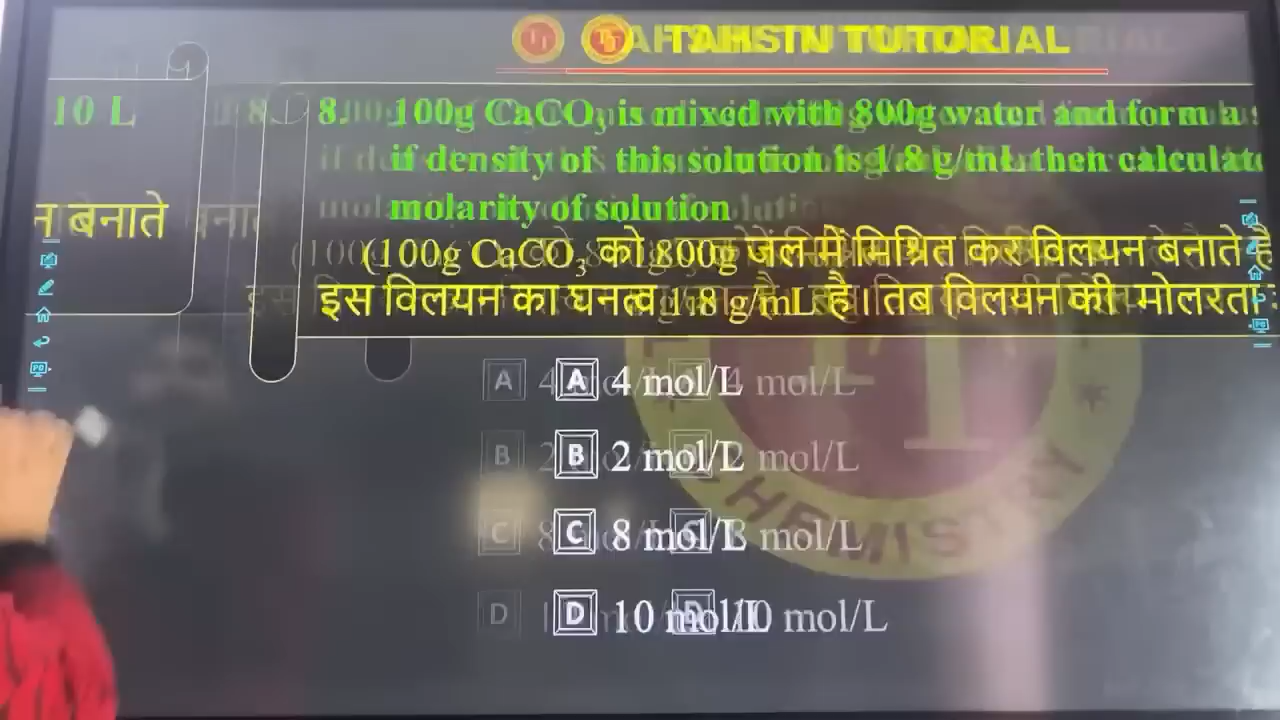 TAHSIN TUTORIAL
10 L
8. 100g CaCO₃ is mixed with 800g water and form a
if density of this solution is 1.8 g/mL then calculate
molarity of solution
बनाते
(100g CaCO₃ को 800g जल में मिश्रित कर विलयन बनाते है
इस विलयन का घनत्व 1.8 g/mL है। तब विलयन की मोलरता
A 4 mol/L
B 2 mol/L
C 8 mol/L
D 10 mol/L
CHEMISTRY